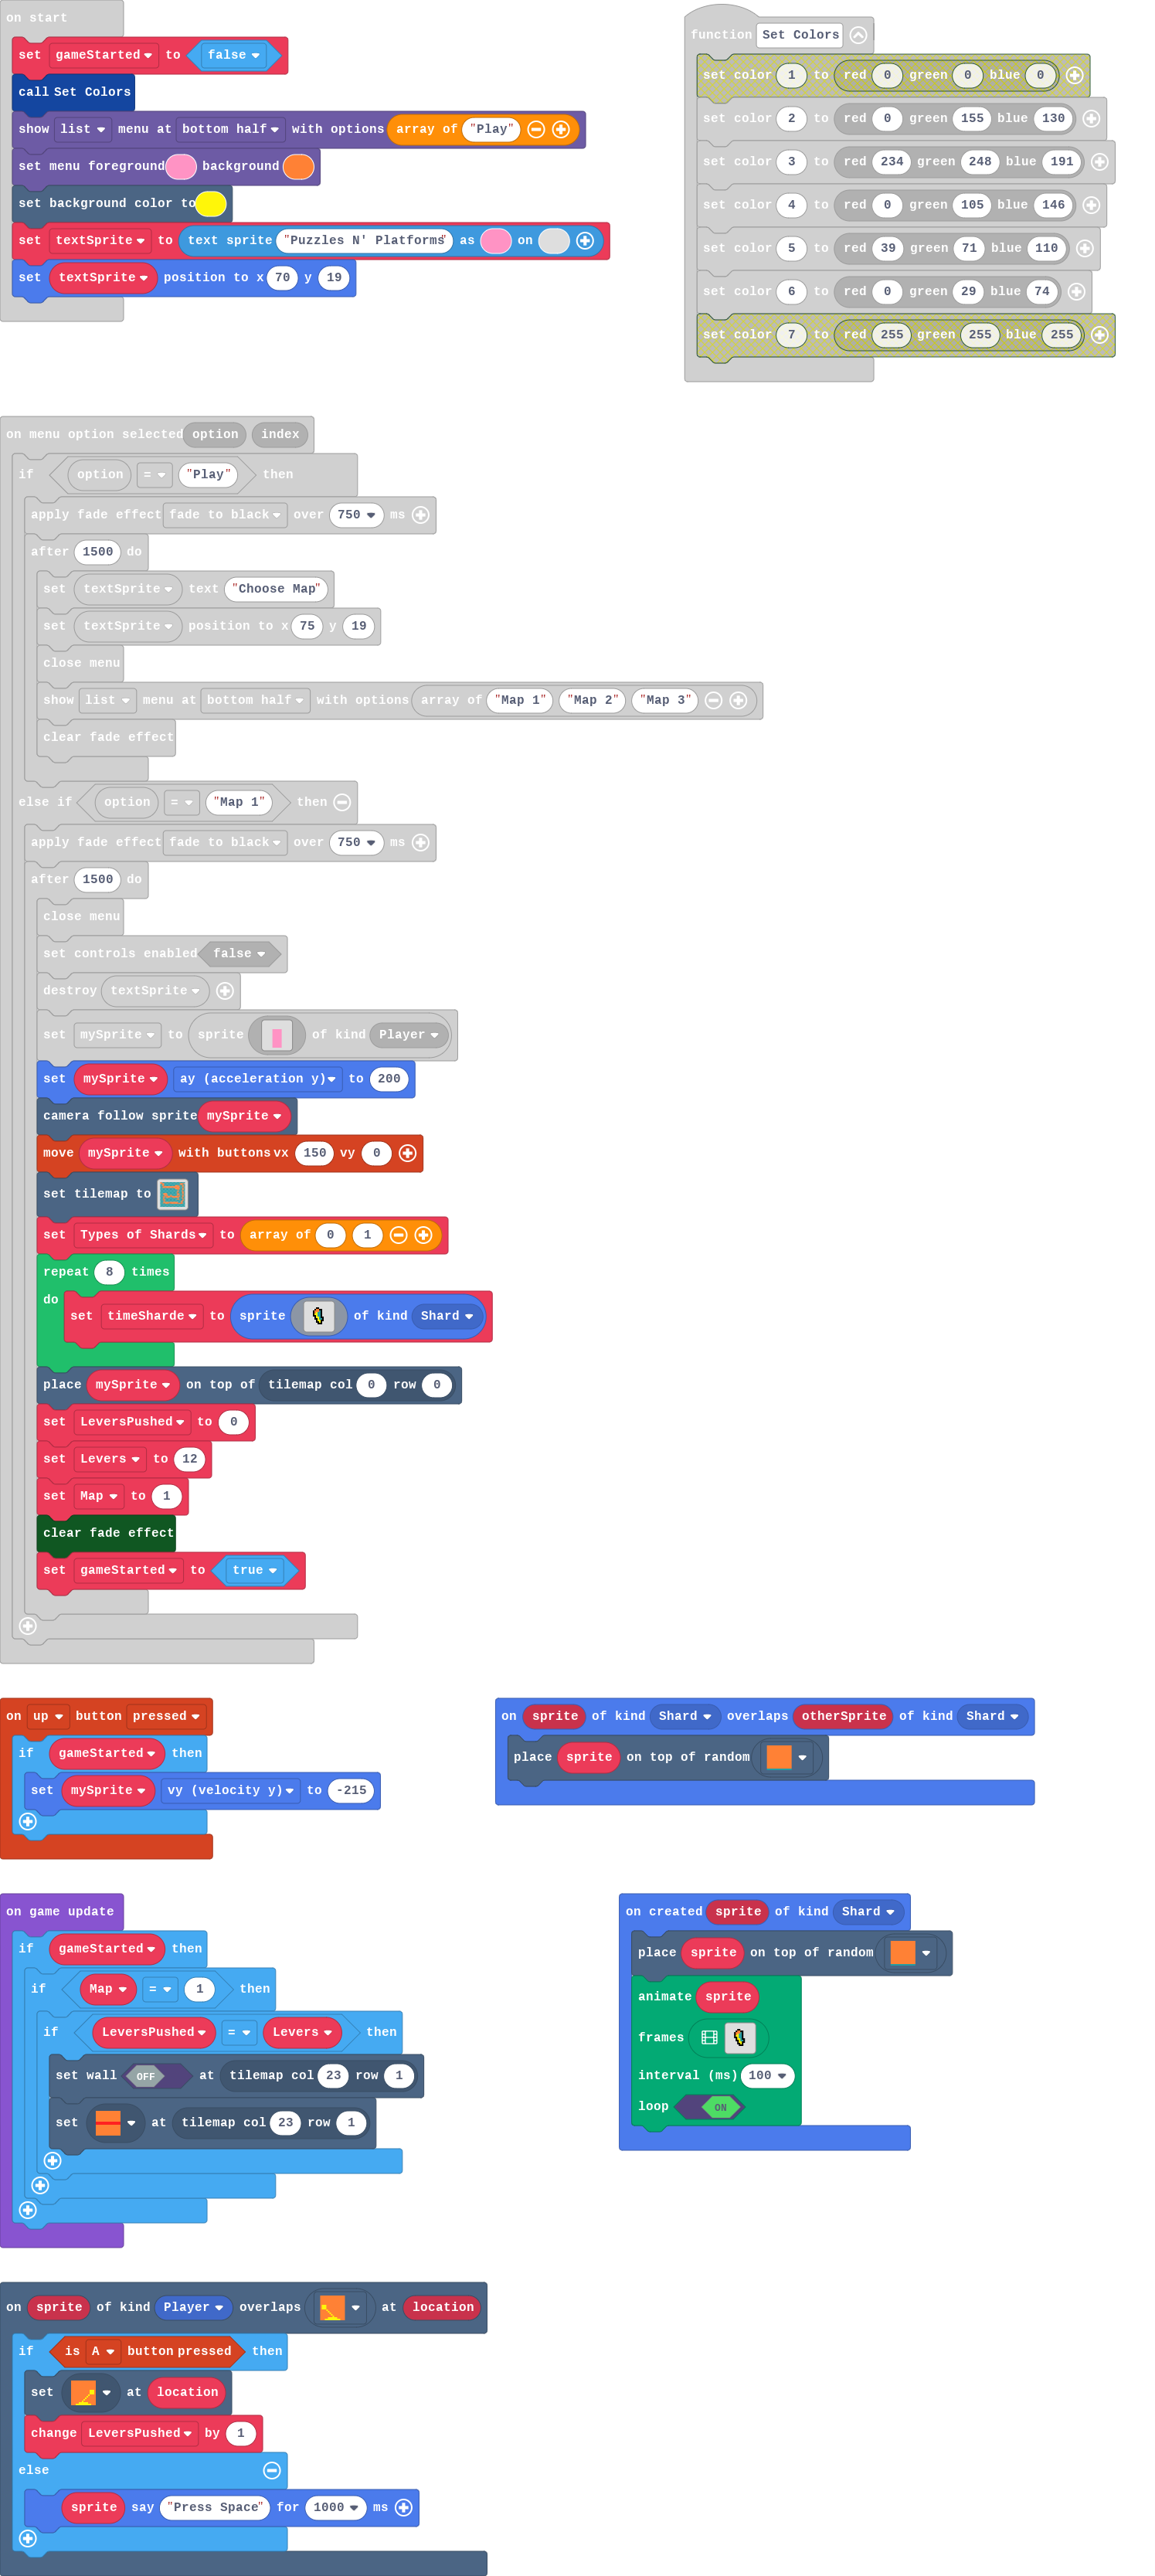 on start
set gameStarted to false
call Set Colors
show list menu at bottom half with options array of "Play"
set menu foreground background
set background color to
set textSprite to text sprite "Puzzles N' Platforms" as on
set textSprite position to x 70 y 19
function Set Colors
set color 1 to red 0 green 0 blue 0
set color 2 to red 0 green 155 blue 130
set color 3 to red 234 green 248 blue 191
set color 4 to red 0 green 105 blue 146
set color 5 to red 39 green 71 blue 110
set color 6 to red 0 green 29 blue 74
set color 7 to red 255 green 255 blue 255
on menu option selected option index
if option = "Play" then
apply fade effect fade to black over 750 ms
after 1500 do
set textSprite text "Choose Map"
set textSprite position to x 75 y 19
close menu
show list menu at bottom half with options array of "Map 1" "Map 2" "Map 3"
clear fade effect
else if option = "Map 1" then
apply fade effect fade to black over 750 ms
after 1500 do
close menu
set controls enabled false
destroy textSprite
set mySprite to sprite of kind Player
set mySprite ay (acceleration y) to 200
camera follow sprite mySprite
move mySprite with buttons vx 150 vy 0
set tilemap to
set Types of Shards to array of 0 1
repeat 8 times
do set timeSharde to sprite of kind Shard
place mySprite on top of tilemap col 0 row 0
set LeversPushed to 0
set Levers to 12
set Map to 1
clear fade effect
set gameStarted to true
on up button pressed
if gameStarted then
set mySprite vy (velocity y) to -215
on sprite of kind Shard overlaps otherSprite of kind Shard
place sprite on top of random
on game update
if gameStarted then
if Map = 1 then
if LeversPushed = Levers then
set wall OFF at tilemap col 23 row 1
set at tilemap col 23 row 1
on created sprite of kind Shard
place sprite on top of random
animate sprite
frames
interval (ms) 100
loop ON
on sprite of kind Player overlaps at location
if is A button pressed then
set at location
change LeversPushed by 1
else
sprite say "Press Space" for 1000 ms